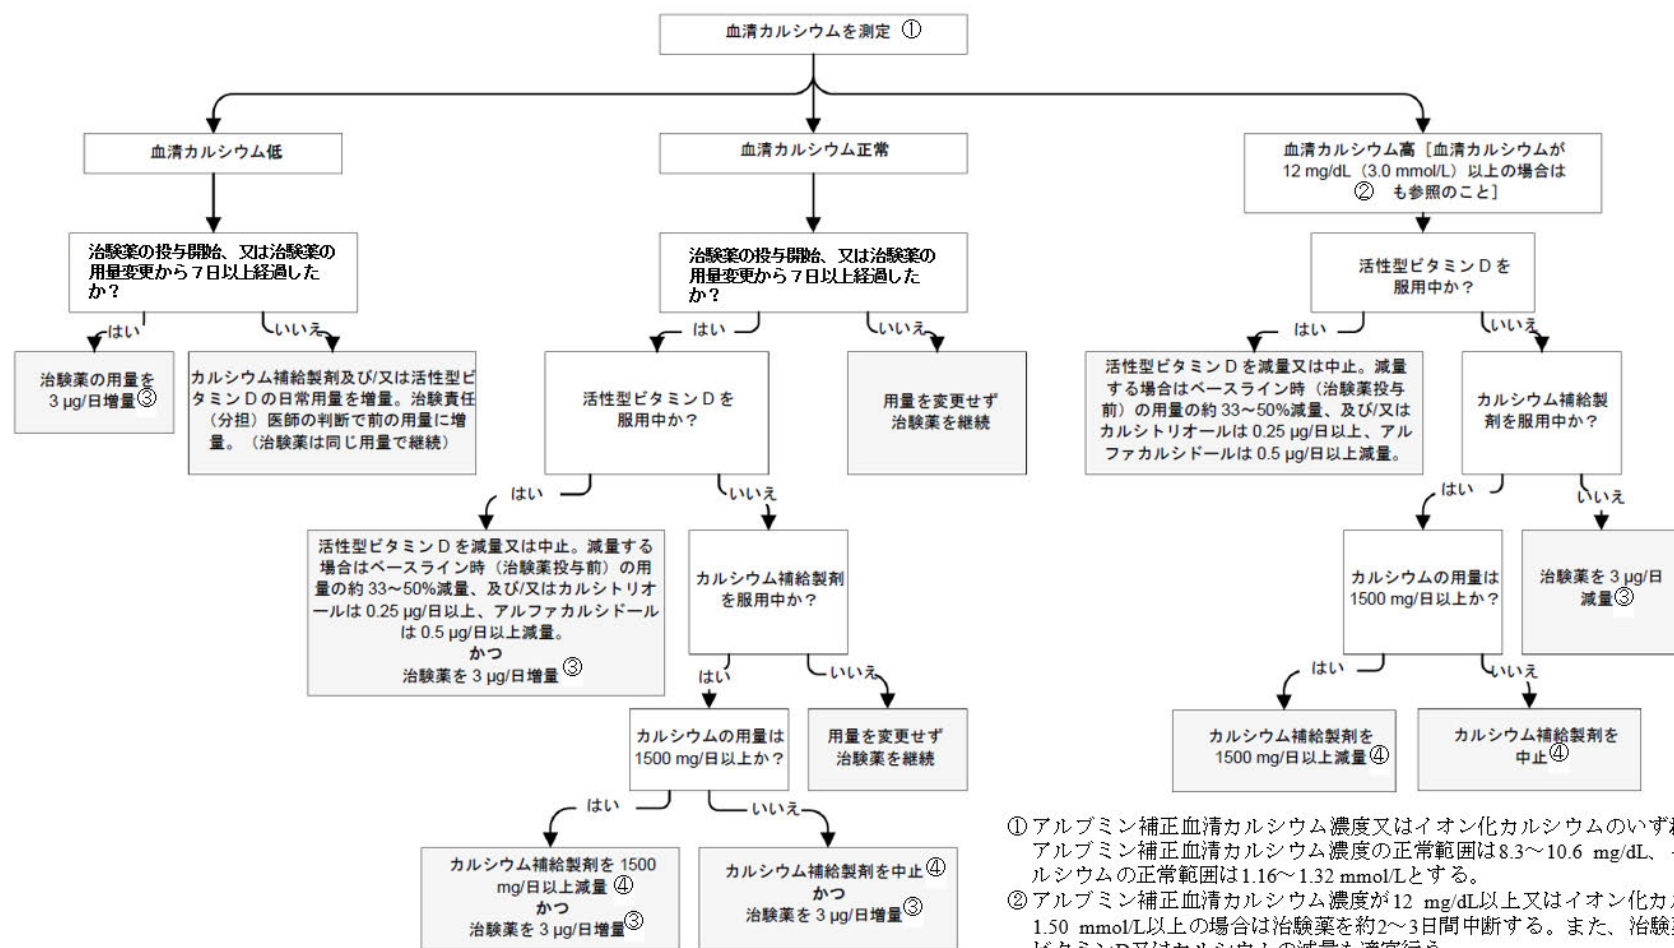 血清カルシウムを測定 ①
血清カルシウム低
血清カルシウム正常
血清カルシウム高［血清カルシウムが
12 mg/dL（3.0 mmol/L）以上の場合は
② も参照のこと］
治験薬の投与開始、又は治験薬の
用量変更から７日以上経過した
か？
治験薬の投与開始、又は治験薬の
用量変更から７日以上経過した
か？
活性型ビタミン D を
服用中か？
はい
いいえ
はい
いいえ
はい
いいえ
治験薬の用量を
3 µg/日増量③
カルシウム補給製剤及び/又は活性型ビ
タミン D の日常用量を増量。治験責任
（分担）医師の判断で前の用量に増
量。（治験薬は同じ用量で継続）
活性型ビタミン D を
服用中か？
用量を変更せず
治験薬を継続
活性型ビタミン D を減量又は中止。減量
する場合はベースライン時（治験薬投与
前）の用量の約 33～50%減量、及び/又は
カルシトリオールは 0.25 µg/日以上、アル
ファカルシドールは 0.5 µg/日以上減量。
カルシウム補給製
剤を服用中か？
はい
いいえ
はい
いいえ
活性型ビタミン D を減量又は中止。減量する
場合はベースライン時（治験薬投与前）の用
量の約 33～50%減量、及び/又はカルシトリオ
ールは 0.25 µg/日以上、アルファカルシドール
は 0.5 µg/日以上減量。
かつ
治験薬を 3 µg/日増量 ③
カルシウム補給製剤
を服用中か？
カルシウムの用量は
1500 mg/日以上か？
治験薬を 3 µg/日
減量③
はい
いいえ
はい
いいえ
カルシウムの用量は
1500 mg/日以上か？
用量を変更せず
治験薬を継続
カルシウム補給製剤を
1500 mg/日以上減量④
カルシウム補給製剤を
中止④
はい
いいえ
カルシウム補給製剤を 1500
mg/日以上減量 ④
かつ
治験薬を 3 µg/日増量③
カルシウム補給製剤を中止④
かつ
治験薬を 3 µg/日増量③
①アルブミン補正血清カルシウム濃度又はイオン化カルシウムのいず
アルブミン補正血清カルシウム濃度の正常範囲は8.3～10.6 mg/dL、
ルシウムの正常範囲は1.16～1.32 mmol/Lとする。
②アルブミン補正血清カルシウム濃度が12 mg/dL以上又はイオン化カ
1.50 mmol/L以上の場合は治験薬を約2～3日間中断する。また、治験
ビタミンD又はカルシウムの減量も適宜行う